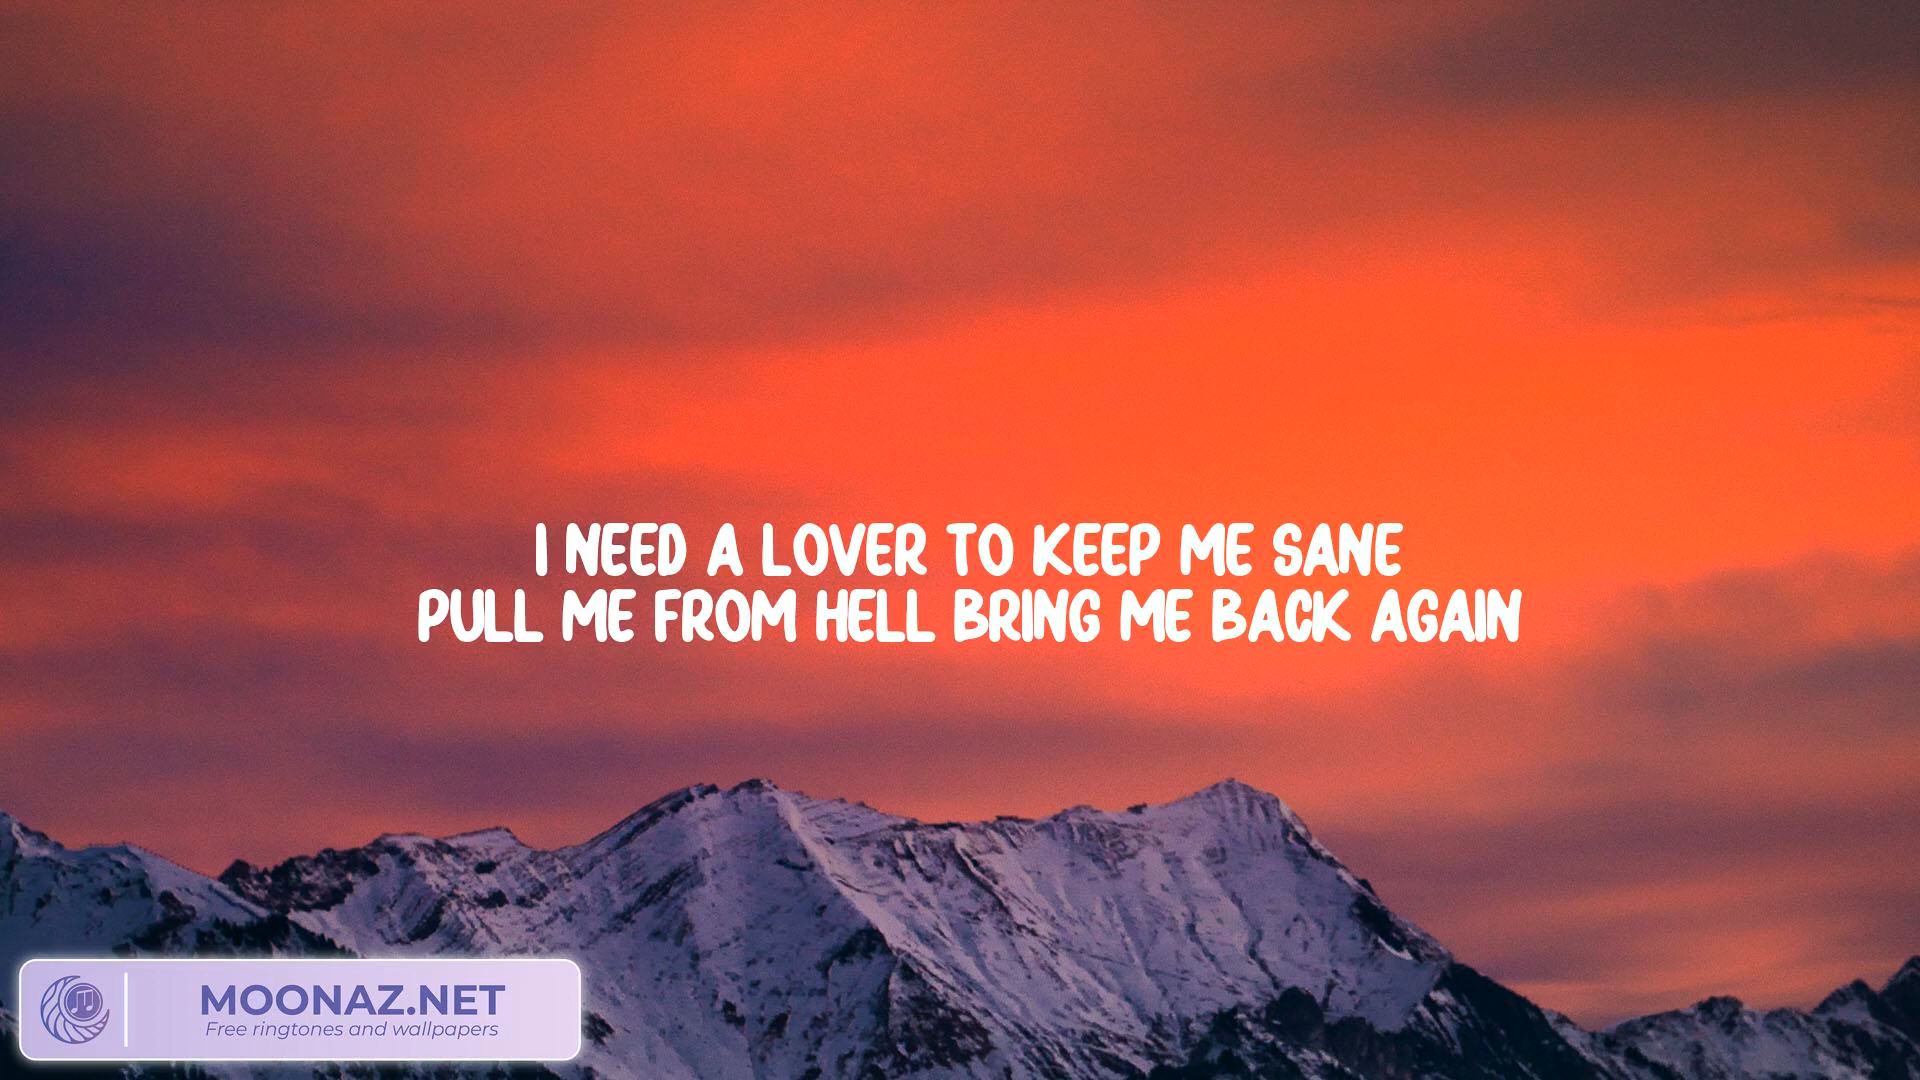 I NEED A LOVER TO KEEP ME SANE
PULL ME FROM HELL BRING ME BACK AGAIN
MOONAZ.NET
Free ringtones and wallpapers